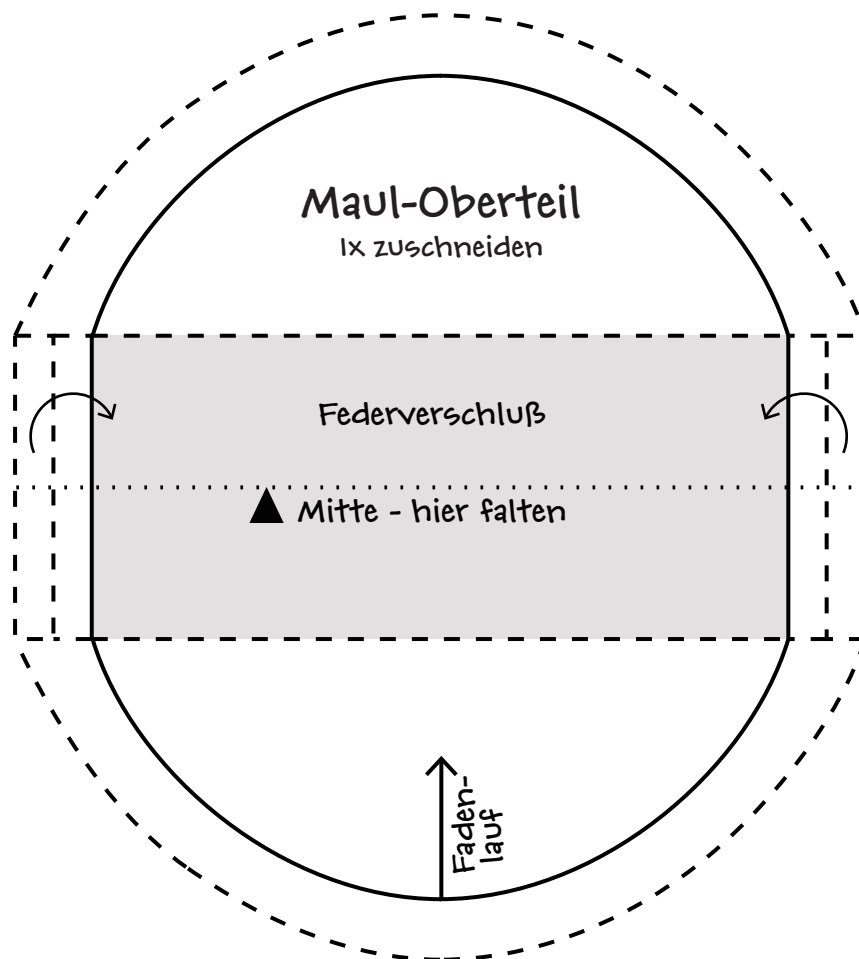 Maul-Oberteil
1x zuschneiden
Federverschluß
Mitte - hier falten
Faden-
lauf